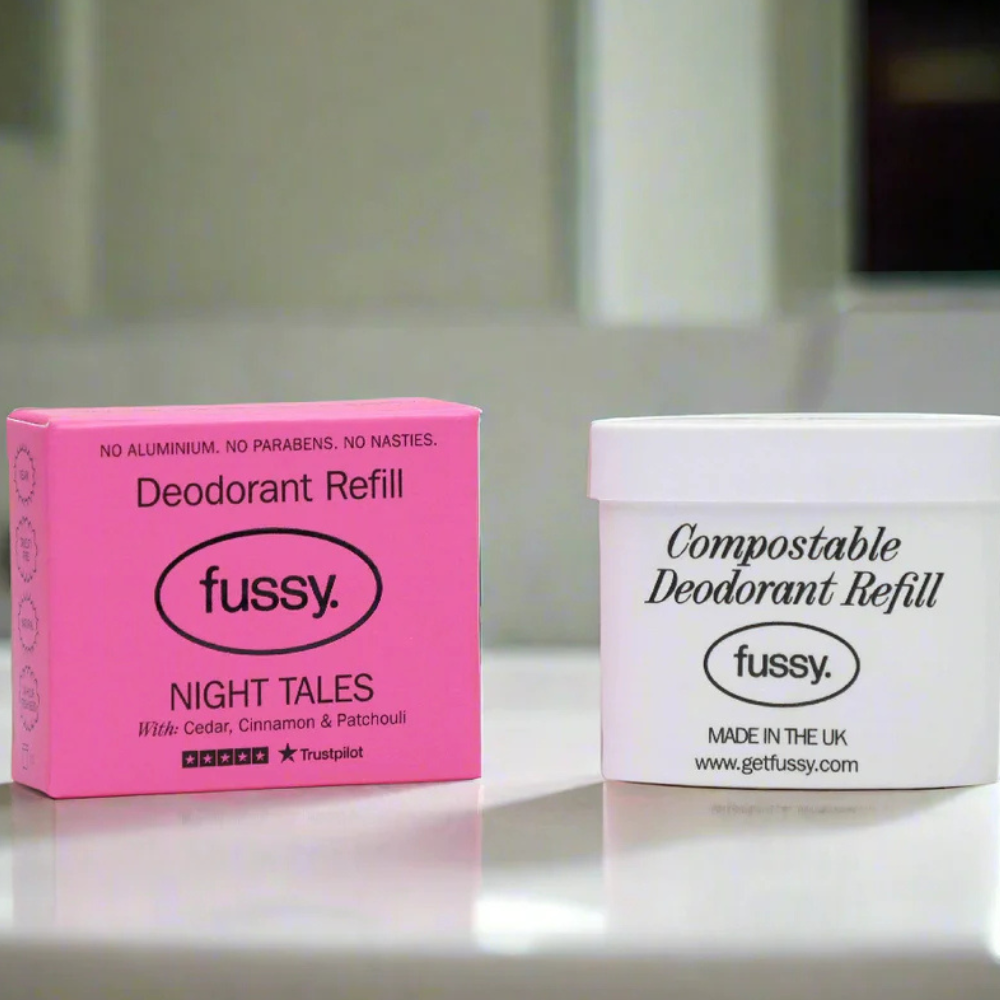 NO ALUMINIUM. NO PARABENS. NO NASTIES.
Deodorant Refill
fussy.
NIGHT TALES
With: Cedar, Cinnamon & Patchouli
Trustpilot
Compostable
Deodorant Refill
fussy.
MADE IN THE UK
www.getfussy.com